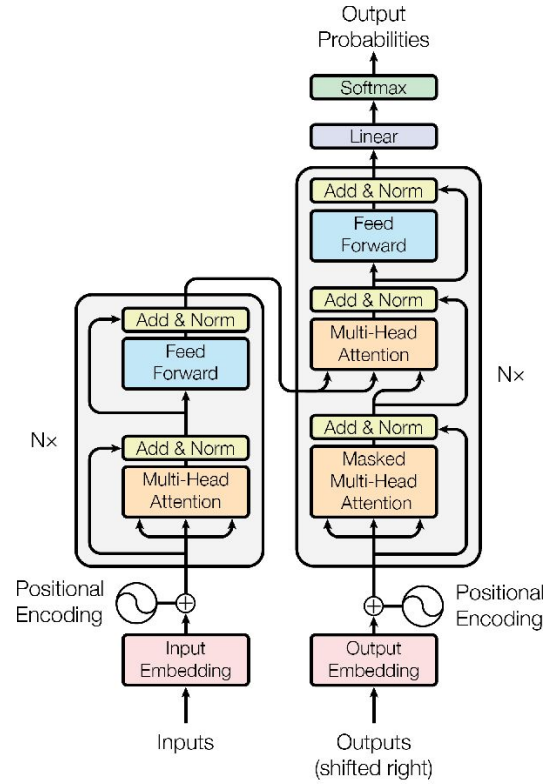 Output
Probabilities
Softmax
Linear
Add & Norm
Feed
Forward
Add & Norm
Multi-Head
Attention
Nx
Add & Norm
Masked
Multi-Head
Attention
Positional
Encoding
Output
Embedding
Outputs
(shifted right)
Add & Norm
Feed
Forward
Nx
Add & Norm
Multi-Head
Attention
Positional
Encoding
Input
Embedding
Inputs